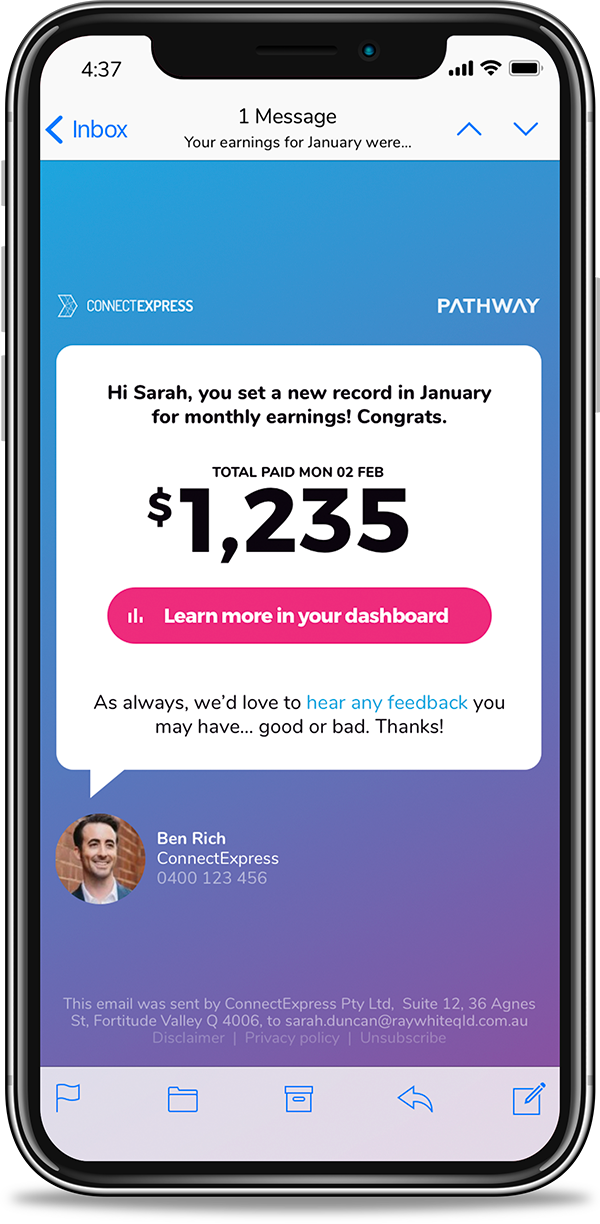 4:37
Inbox
1 Message
Your earnings for January were...
CONNECTEXPRESS
PATHWAY
Hi Sarah, you set a new record in January
for monthly earnings! Congrats.
TOTAL PAID MON 02 FEB
$1,235
Learn more in your dashboard
As always, we'd love to hear any feedback you
may have... good or bad. Thanks!
Ben Rich
ConnectExpress
0400 123 456
This email was sent by ConnectExpress Pty Ltd,  Suite 12, 36 Agnes
St, Fortitude Valley Q 4006, to sarah.duncan@raywhiteqld.com.au
Disclaimer | Privacy policy | Unsubscribe